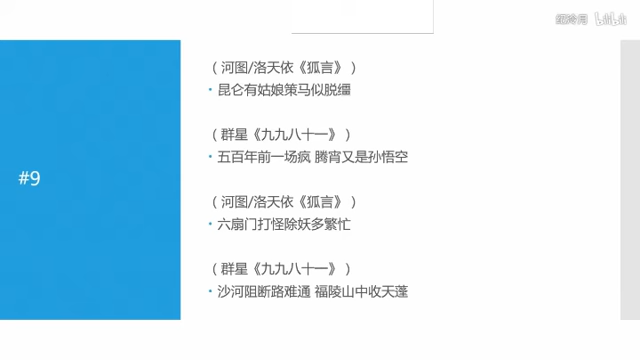 纪冷月 bilibili
（河图/洛天依《狐言》）
昆仑有姑娘策马似脱缰
（群星《九九八十一》）
五百年前一场疯 腾宵又是孙悟空
#9
（河图/洛天依《狐言》）
六扇门打怪除妖多繁忙
（群星《九九八十一》）
沙河阻断路难通 福陵山中收天蓬